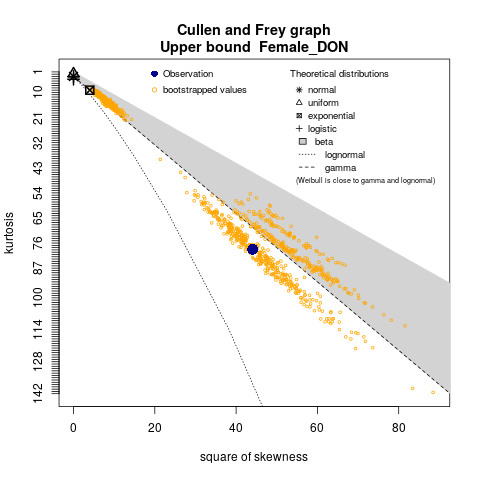 Cullen and Frey graph
Upper bound  Female_DON
Observation
bootstrapped values
Theoretical distributions
normal
uniform
exponential
logistic
beta
lognormal
gamma
(Weibull is close to gamma and lognormal)
kurtosis
1
10
21
32
43
54
65
76
87
100
114
128
142
0
20
40
60
80
square of skewness